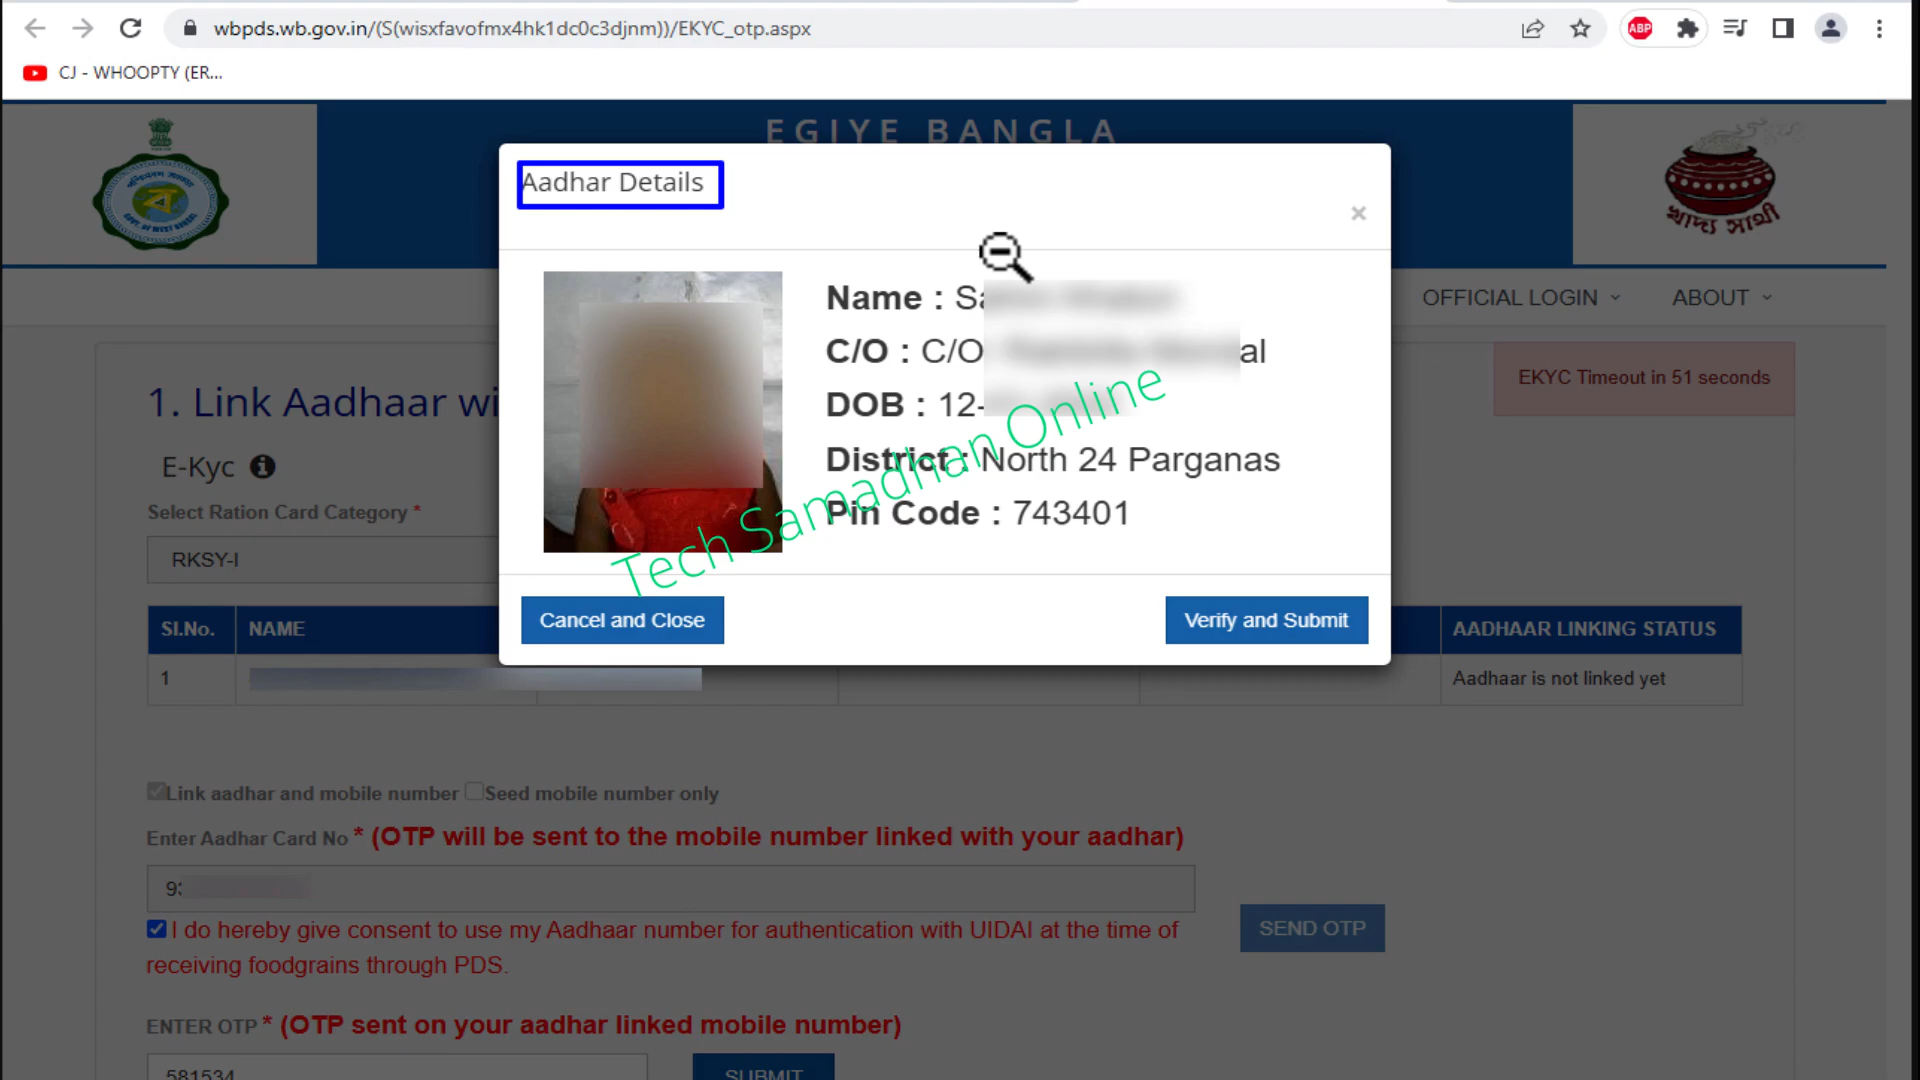 wbpds.wb.gov.in/(S(wisxfavofmx4hk1dc0c3djnm))/EKYC_otp.aspx
ABP
CJ - WHOOPTY (ER...
EGIYE BANGLA
খাদ্য সাথী
OFFICIAL LOGIN
ABOUT
Aadhar Details
×
Name : Sa
C/O : C/O al
DOB : 12-
District : North 24 Parganas
Pin Code : 743401
Tech Samadhan Online
Cancel and Close
Verify and Submit
EKYC Timeout in 51 seconds
1. Link Aadhaar wi
E-Kyc
Select Ration Card Category *
RKSY-I
Sl.No. NAME AADHAAR LINKING STATUS
1 Aadhaar is not linked yet
Link aadhar and mobile number Seed mobile number only
Enter Aadhar Card No * (OTP will be sent to the mobile number linked with your aadhar)
I do hereby give consent to use my Aadhaar number for authentication with UIDAI at the time of
receiving foodgrains through PDS.
SEND OTP
ENTER OTP * (OTP sent on your aadhar linked mobile number)
581534
SUBMIT